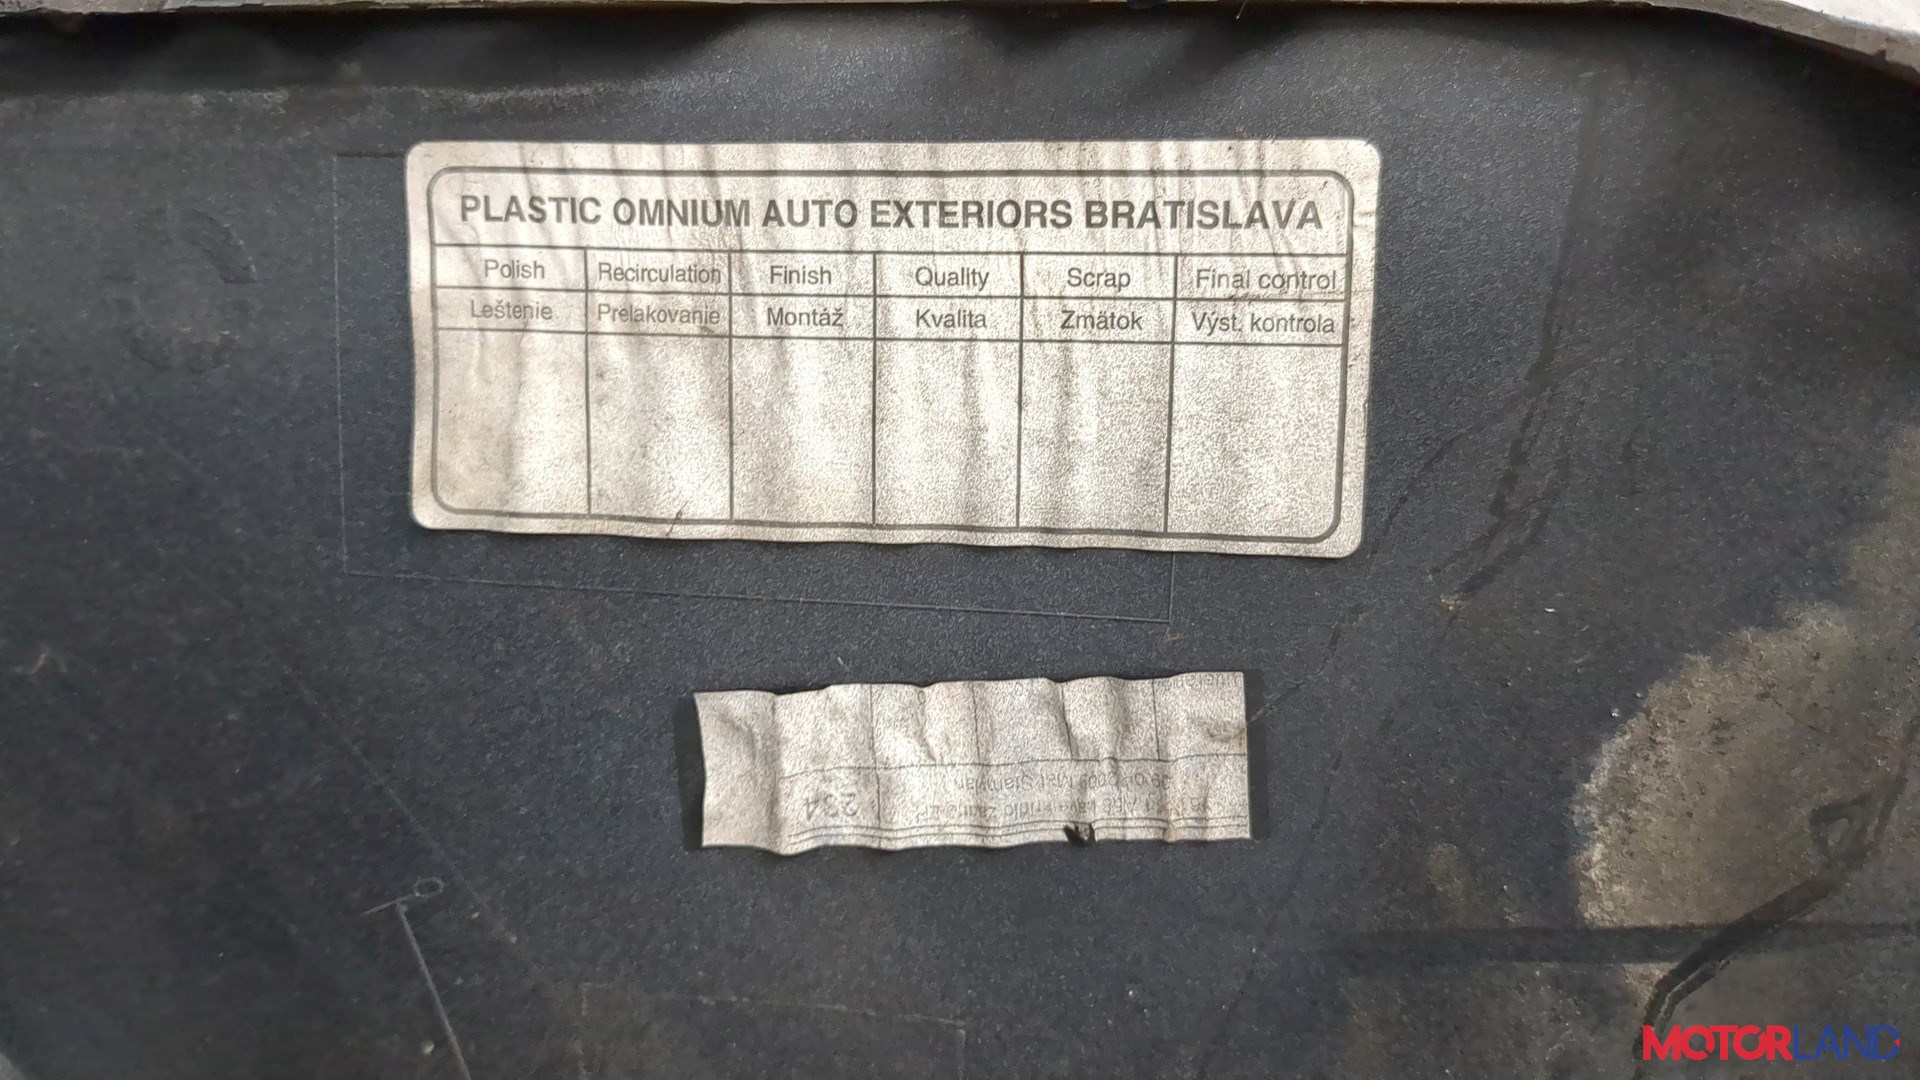 PLASTIC OMNIUM AUTO EXTERIORS BRATISLAVA
Polish Recirculation Finish Quality Scrap Final control
Leštenie Prelakovanie Montáž Kvalita Zmätok Výst. kontrola
234
MOTORLAND